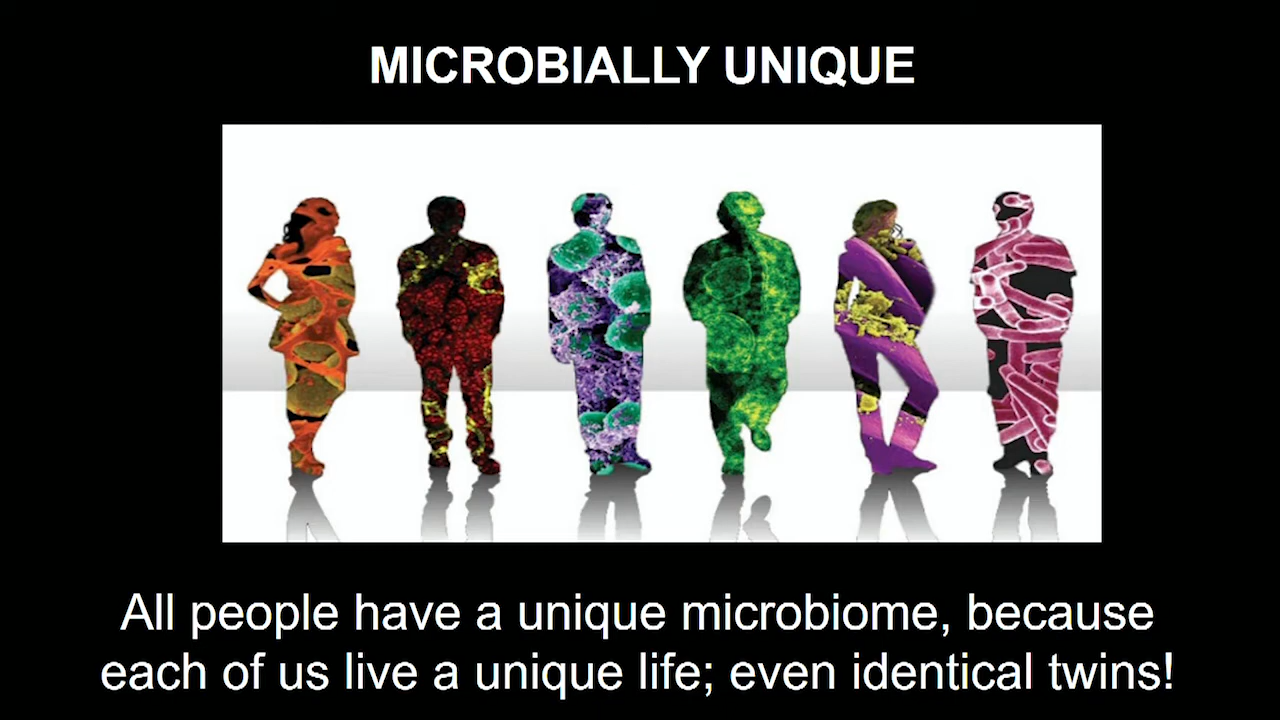 MICROBIALLY UNIQUE
All people have a unique microbiome, because
each of us live a unique life; even identical twins!